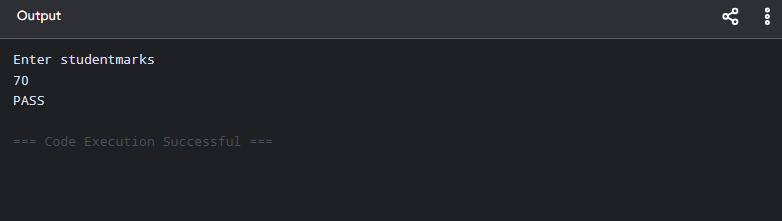 Output
Enter studentmarks
70
PASS
=== Code Execution Successful ===